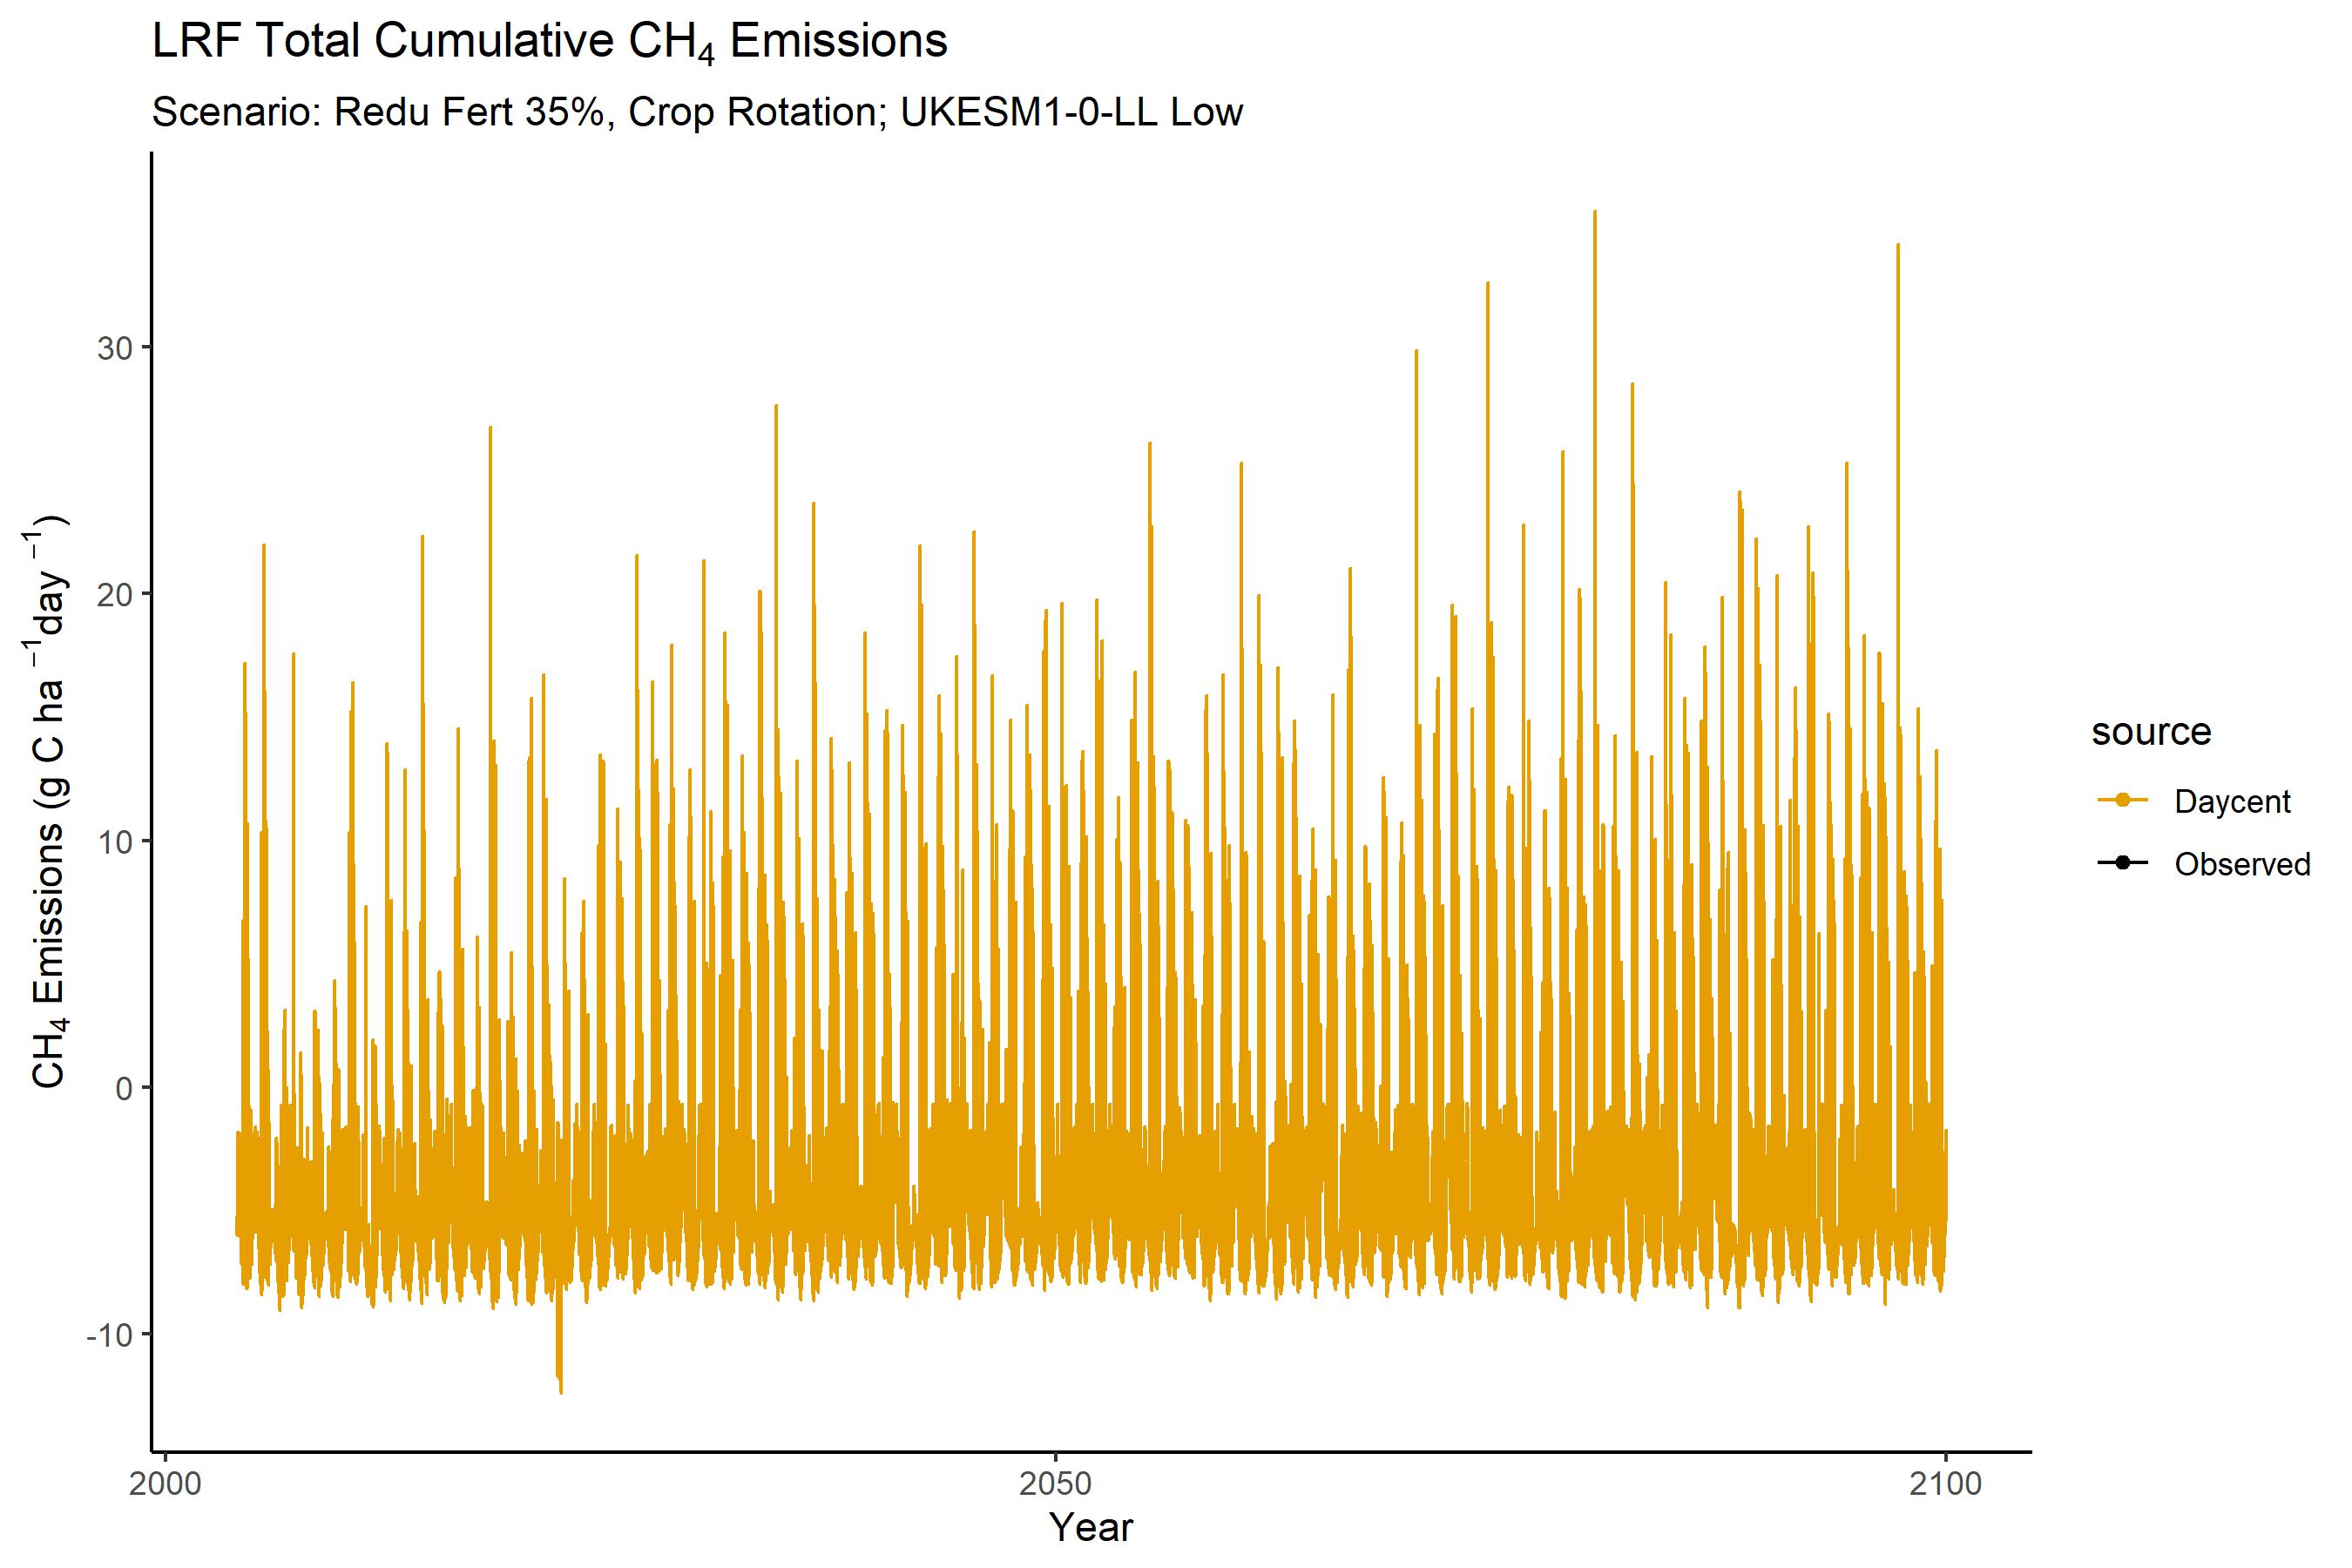 LRF Total Cumulative CH₄ Emissions
Scenario: Redu Fert 35%, Crop Rotation; UKESM1-0-LL Low
CH₄ Emissions (g C ha ⁻¹day ⁻¹)
30
20
10
0
-10
2000
2050
2100
Year
source
Daycent
Observed